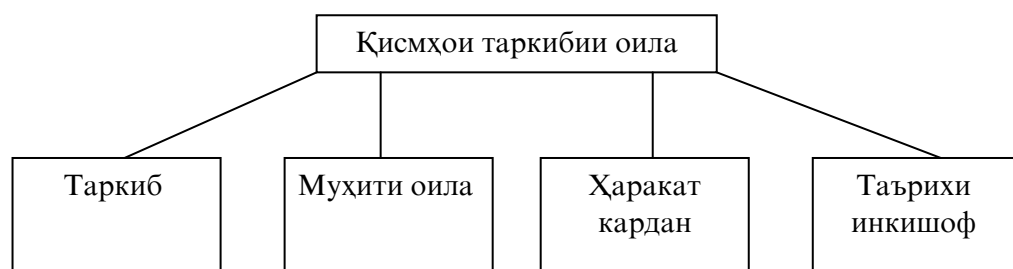 Қисмҳои таркибии оила
Таркиб
Муҳити оила
Ҳаракат
кардан
Таърихи
инкишоф